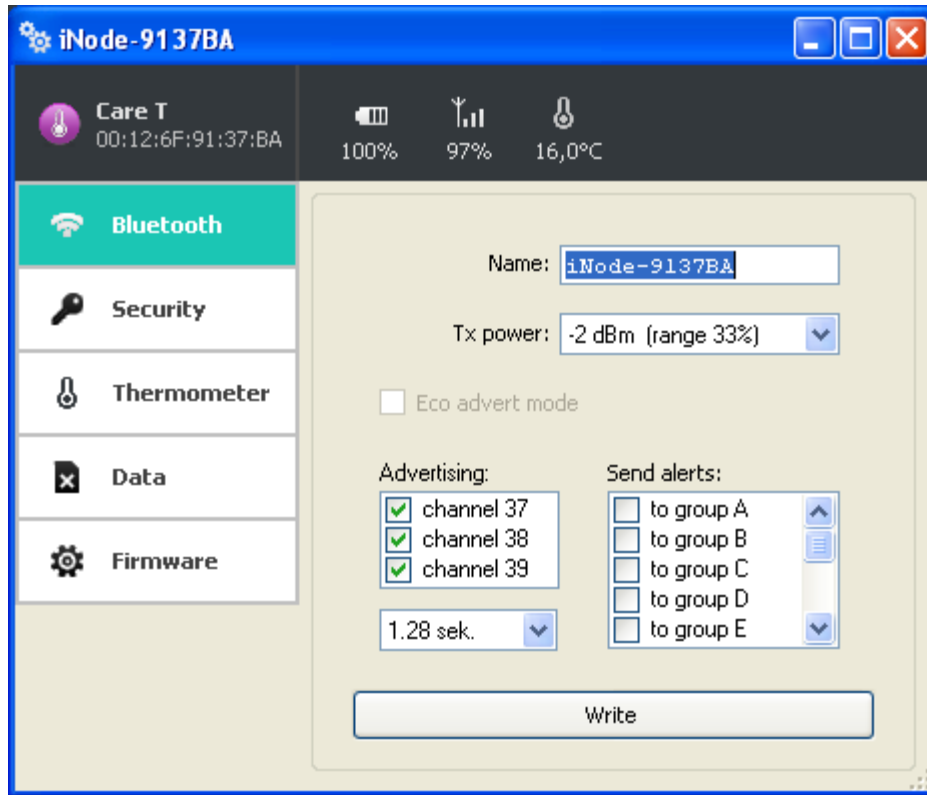 iNode-9137BA
Care T
00:12:6F:91:37:BA
100%
97%
16,0°C
Bluetooth
Security
Thermometer
Data
Firmware
Name: iNode-9137BA
Tx power: -2 dBm (range 33%)
Eco advert mode
Advertising:
channel 37
channel 38
channel 39
1.28 sek.
Send alerts:
to group A
to group B
to group C
to group D
to group E
Write